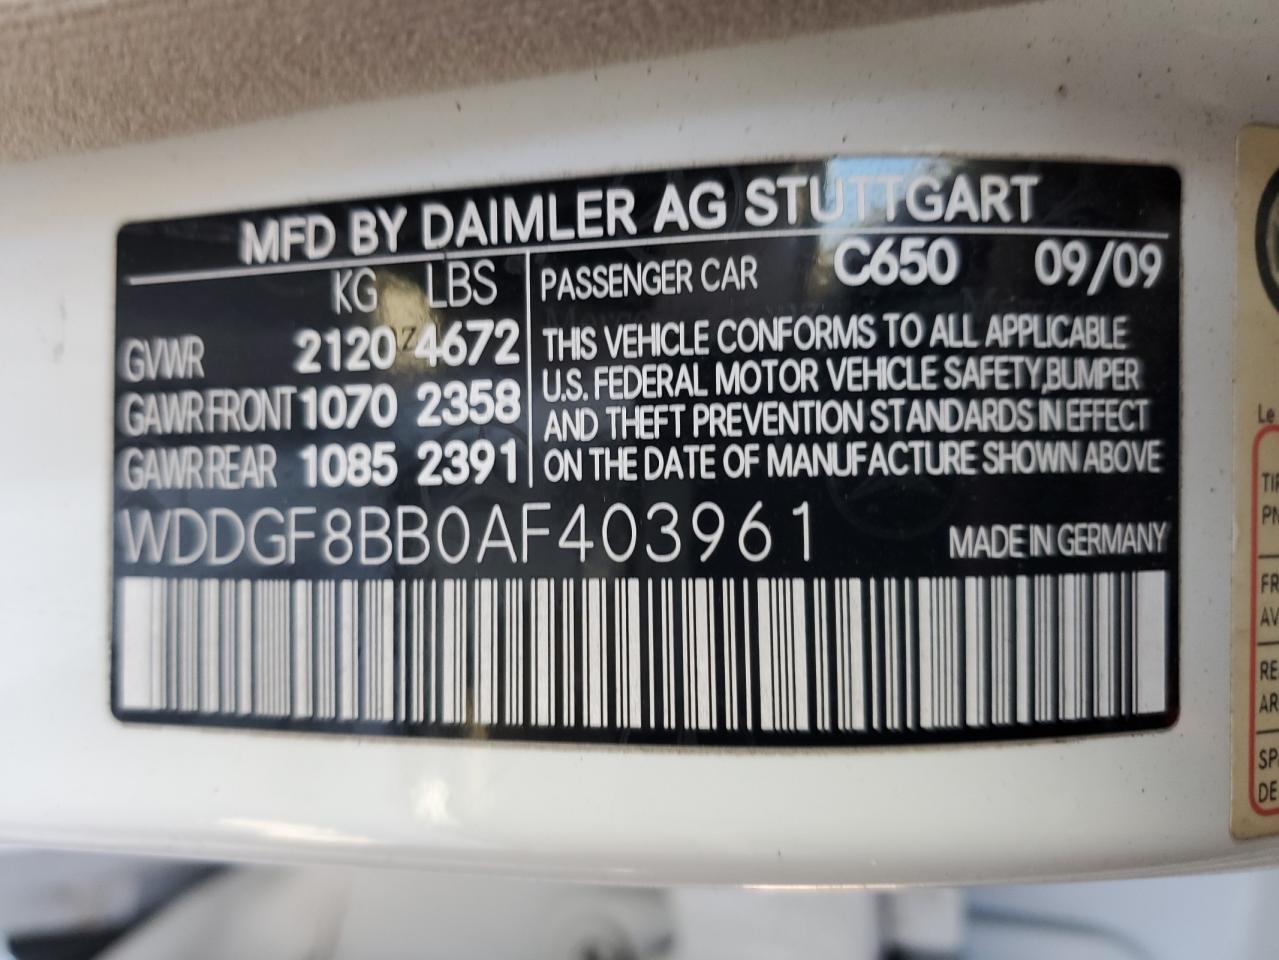 MFD BY DAIMLER AG STUTTGART
KG LBS
GVWR 2120 4672
GAWR FRONT 1070 2358
GAWR REAR 1085 2391
PASSENGER CAR C650 09/09
THIS VEHICLE CONFORMS TO ALL APPLICABLE
U.S. FEDERAL MOTOR VEHICLE SAFETY,BUMPER
AND THEFT PREVENTION STANDARDS IN EFFECT
ON THE DATE OF MANUFACTURE SHOWN ABOVE
WDDGF8BB0AF403961 MADE IN GERMANY
Le